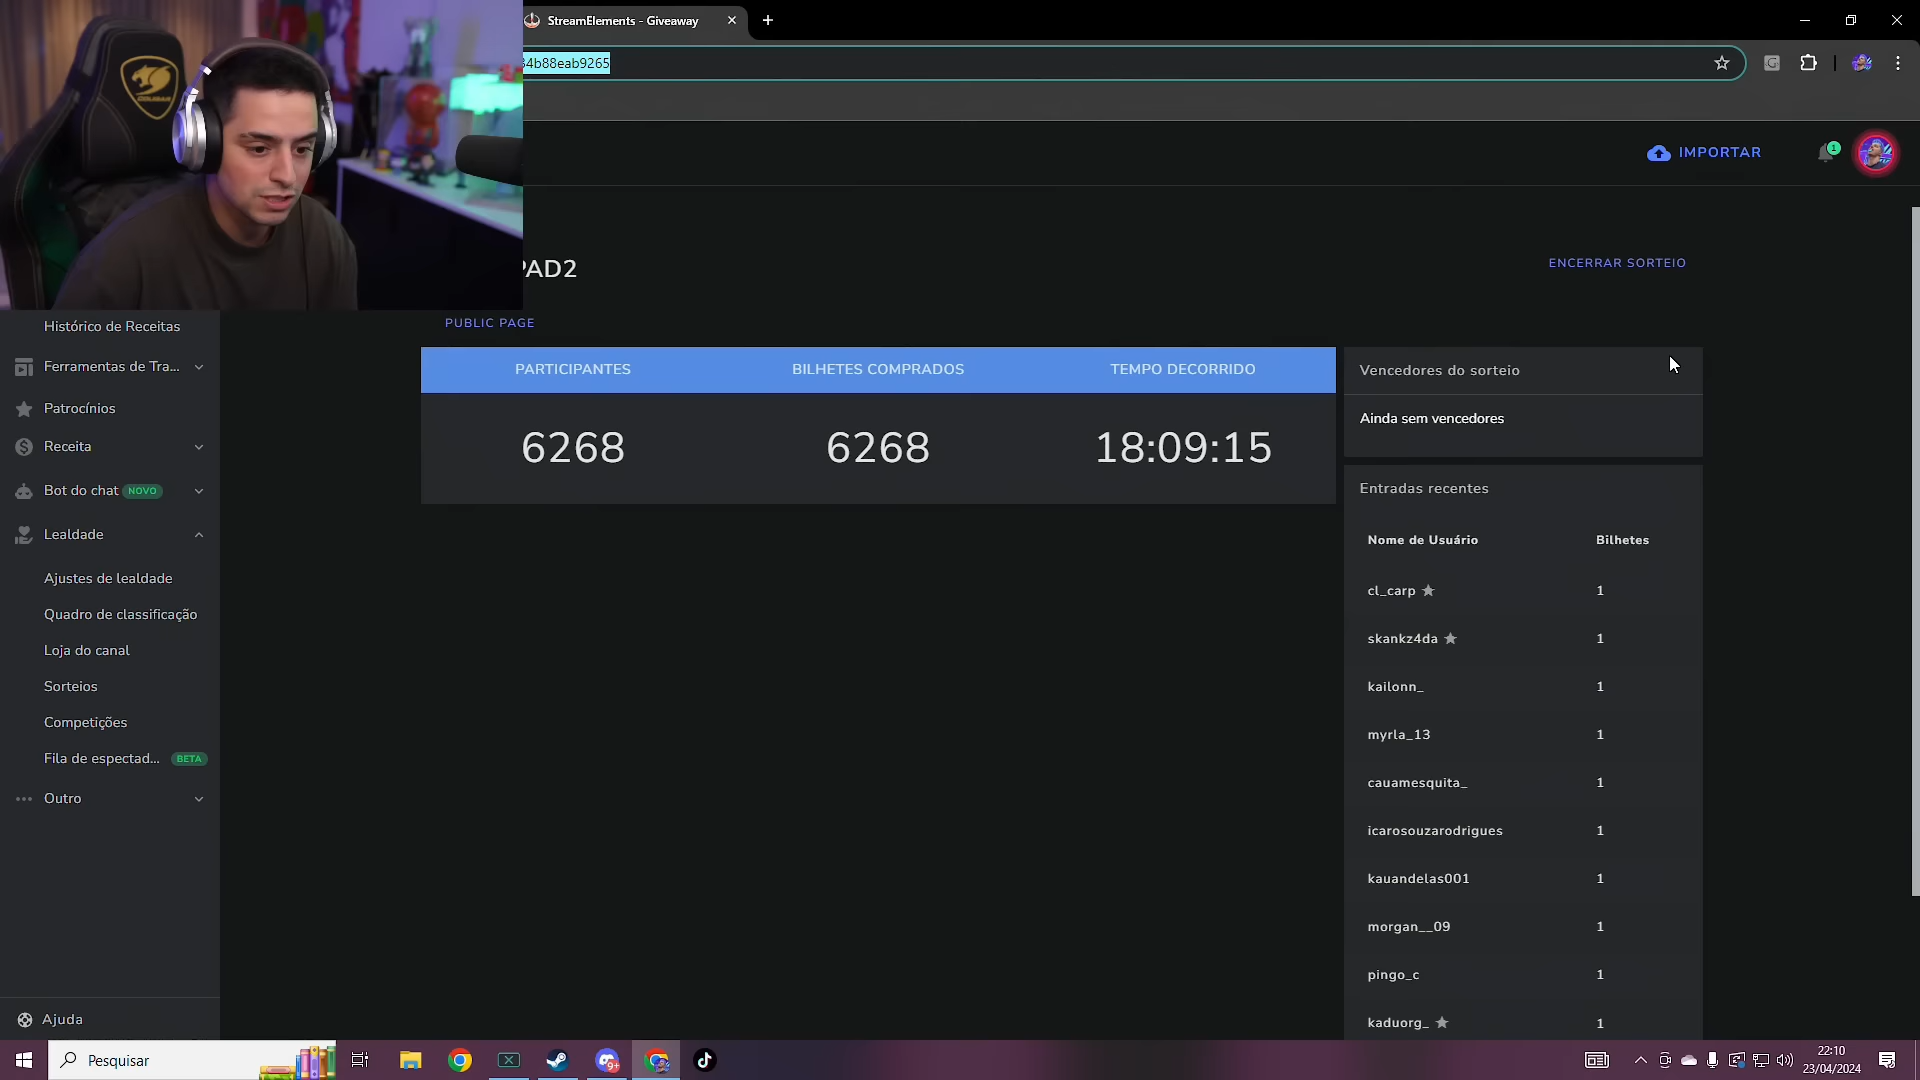 StreamElements - Giveaway
34b88eab9265
COUGAR
IMPORTAR
1
PAD2
ENCERRAR SORTEIO
PUBLIC PAGE
PARTICIPANTES BILHETES COMPRADOS TEMPO DECORRIDO
6268 6268 18:09:15
Vencedores do sorteio
Ainda sem vencedores
Entradas recentes
Nome de Usuário Bilhetes
cl_carp 1
skankz4da 1
kailonn_ 1
myrla_13 1
cauamesquita_ 1
icarosouzarodrigues 1
kauandelas001 1
morgan__09 1
pingo_c 1
kaduorg_ 1
Histórico de Receitas
Ferramentas de Tra...
Patrocínios
Receita
Bot do chat NOVO
Lealdade
Ajustes de lealdade
Quadro de classificação
Loja do canal
Sorteios
Competições
Fila de espectad... BETA
Outro
Ajuda
Pesquisar
9+
22:10
23/04/2024